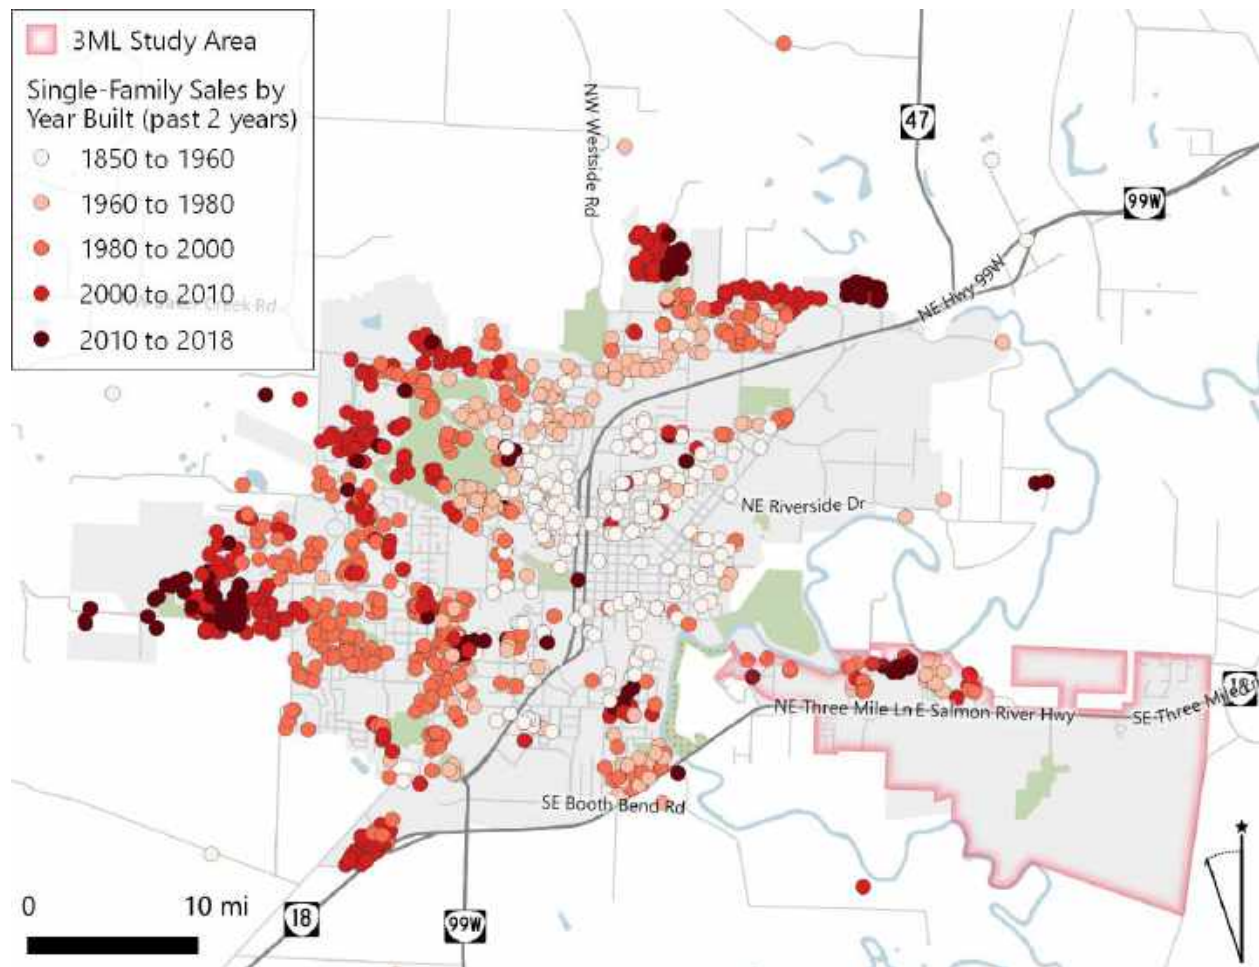 3ML Study Area
Single-Family Sales by
Year Built (past 2 years)
1850 to 1960
1960 to 1980
1980 to 2000
2000 to 2010
Creek Rd
2010 to 2018
NW Westside Rd
47
99W
NE Hwy 99W
NE Riverside Dr
NE Three Mile Ln
E Salmon River Hwy
SE Three Mile
18
SE Booth Bend Rd
0
10 mi
18
99W